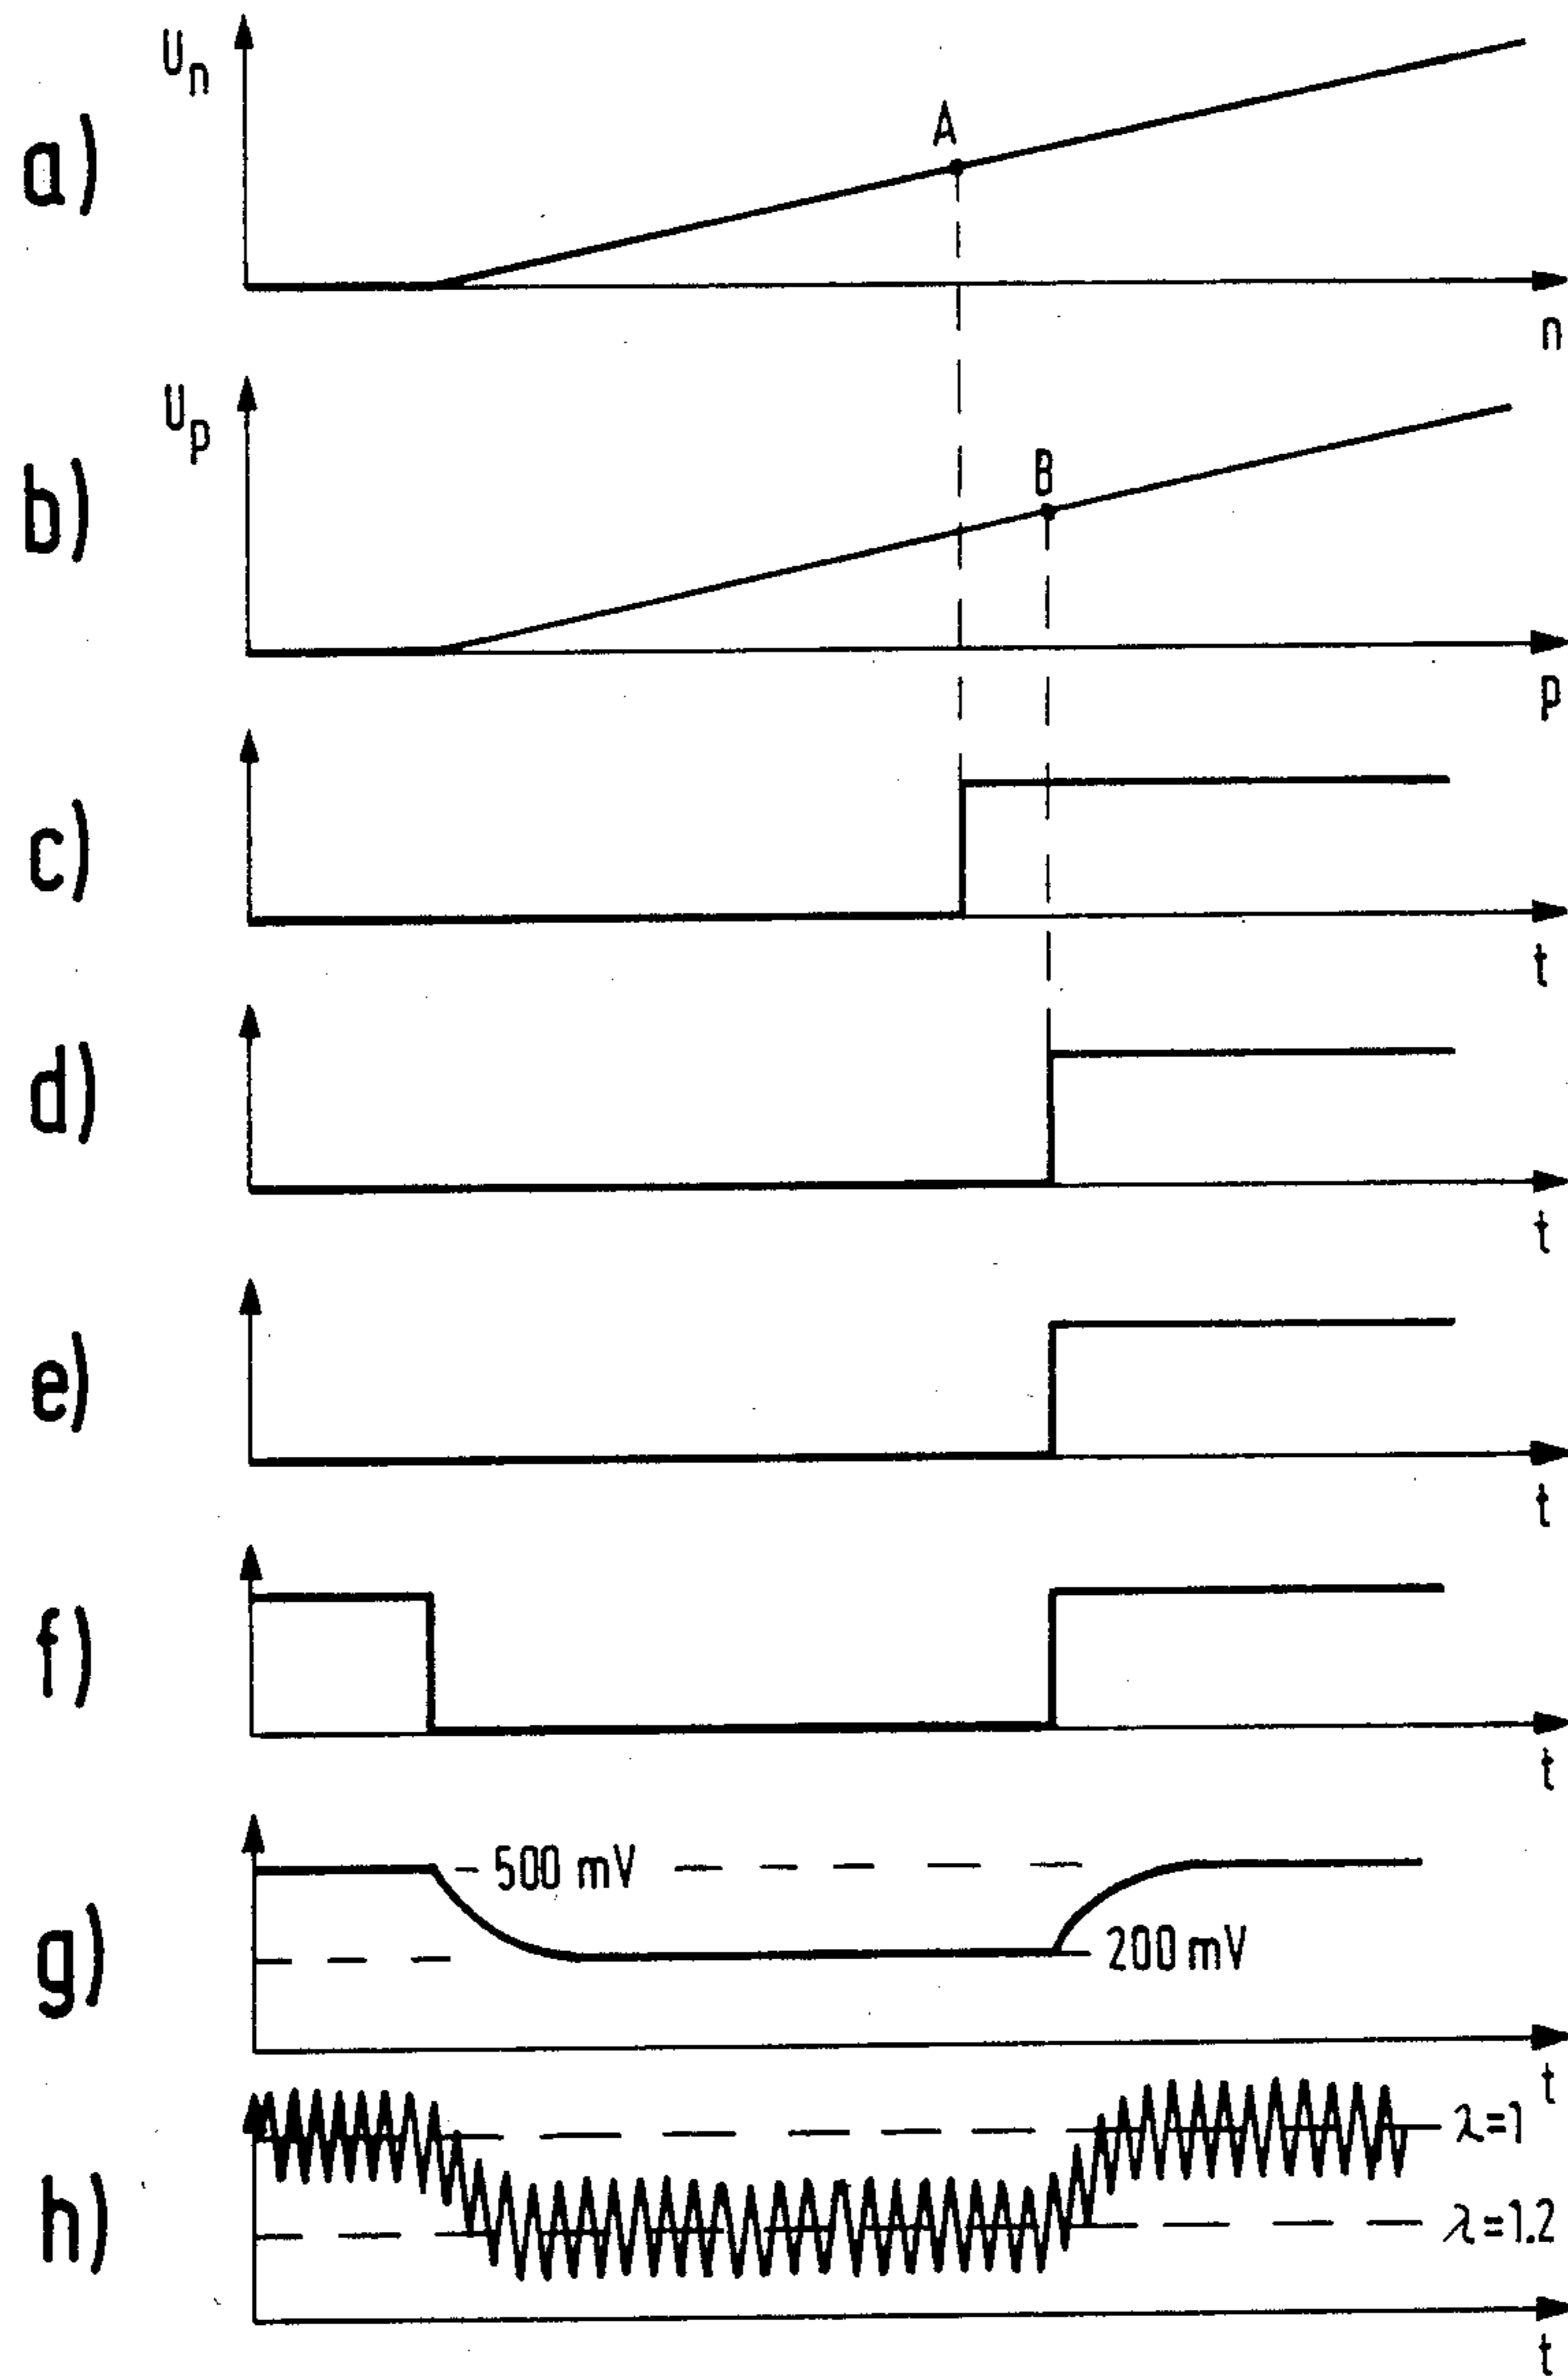 a)
Un
A
n
b)
Up
B
p
c)
t
d)
t
e)
t
f)
t
g)
500 mV
200 mV
t
h)
λ=1
λ=1.2
t